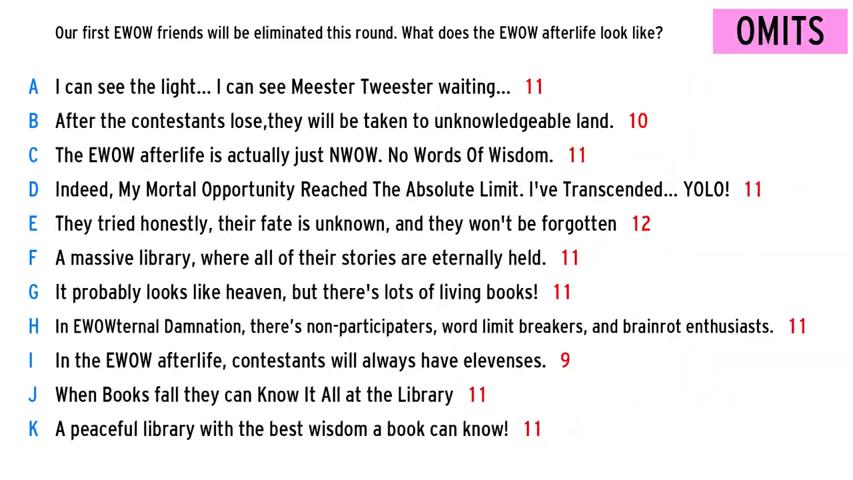 Our first EWOW friends will be eliminated this round. What does the EWOW afterlife look like?
OMITS
A I can see the light... I can see Meester Tweester waiting... 11
B After the contestants lose,they will be taken to unknowledgeable land. 10
C The EWOW afterlife is actually just NWOW. No Words Of Wisdom. 11
D Indeed, My Mortal Opportunity Reached The Absolute Limit. I've Transcended... YOLO! 11
E They tried honestly, their fate is unknown, and they won't be forgotten 12
F A massive library, where all of their stories are eternally held. 11
G It probably looks like heaven, but there's lots of living books! 11
H In EWOWternal Damnation, there's non-participaters, word limit breakers, and brainrot enthusiasts. 11
I In the EWOW afterlife, contestants will always have elevenses. 9
J When Books fall they can Know It All at the Library 11
K A peaceful library with the best wisdom a book can know! 11